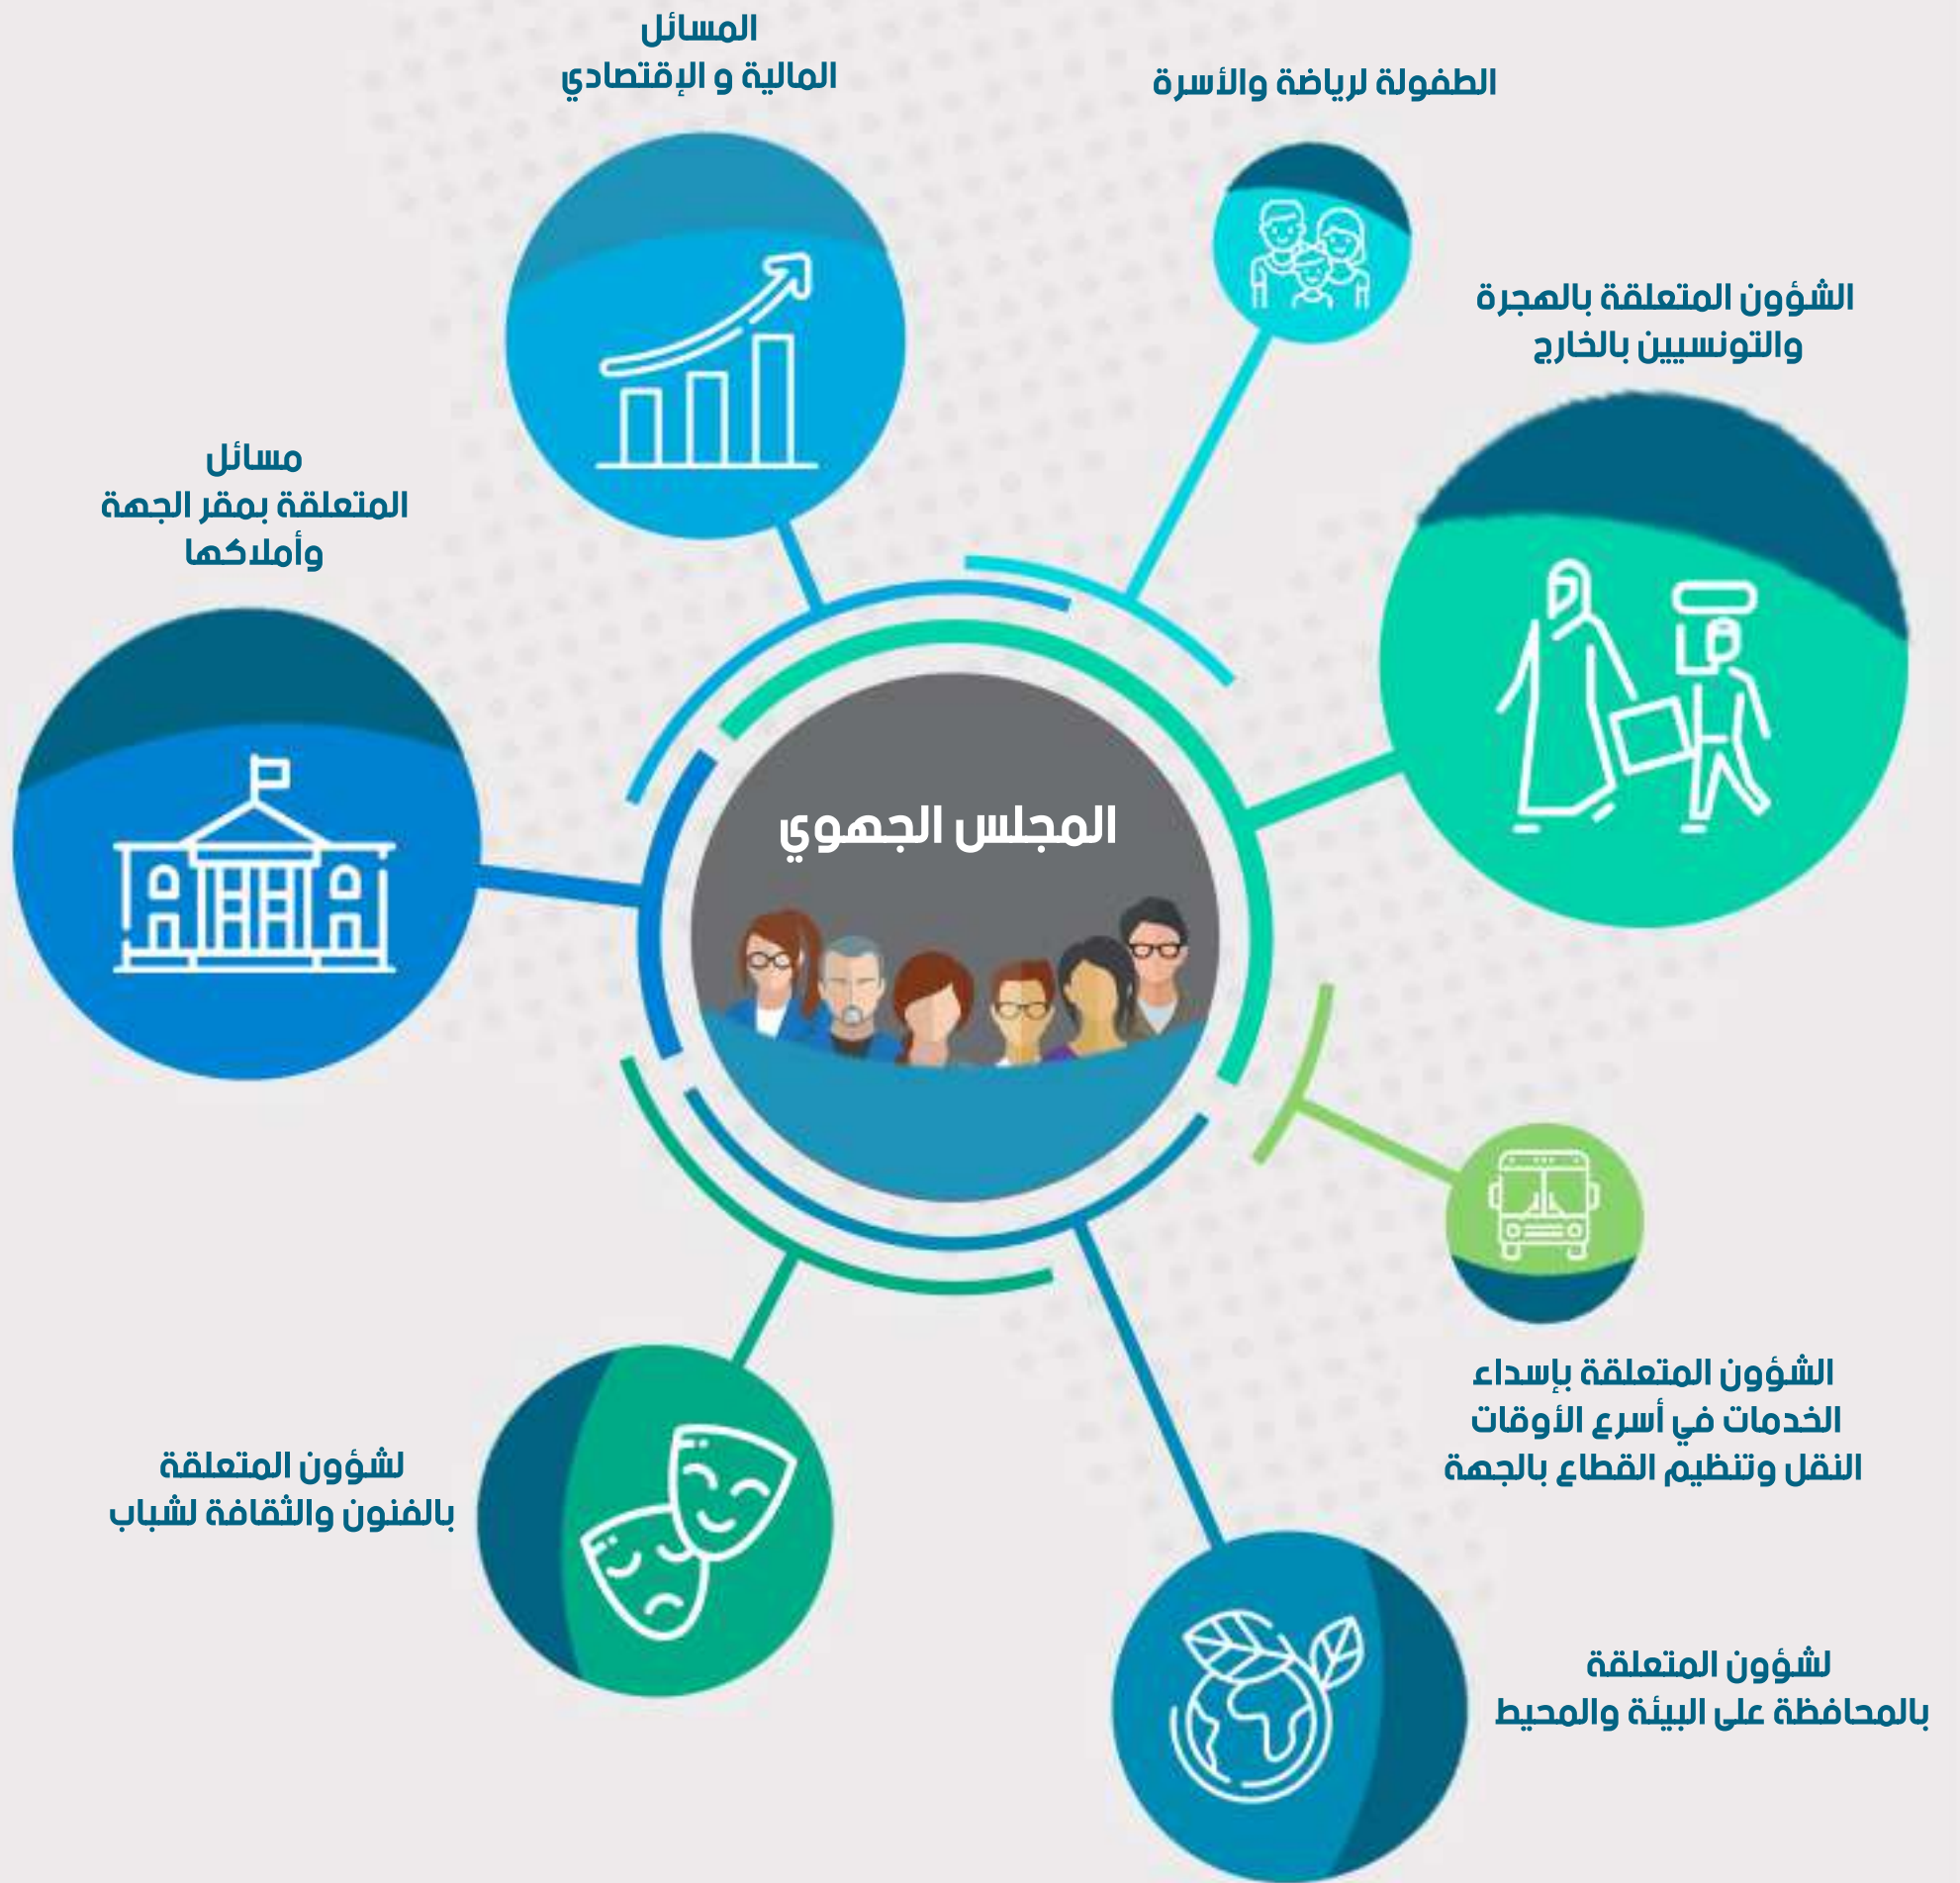 المسائل
المالية و الإقتصادي
الطفولة لرياضة والأسرة
الشؤون المتعلقة بالهجرة
والتونسيين بالخارج
مسائل
المتعلقة بمقر الجهة
وأملاكها
المجلس الجهوي
الشؤون المتعلقة بإسداء
الخدمات في أسرع الأوقات
النقل وتنظيم القطاع بالجهة
لشؤون المتعلقة
بالفنون والثقافة لشباب
لشؤون المتعلقة
بالمحافظة على البيئة والمحيط